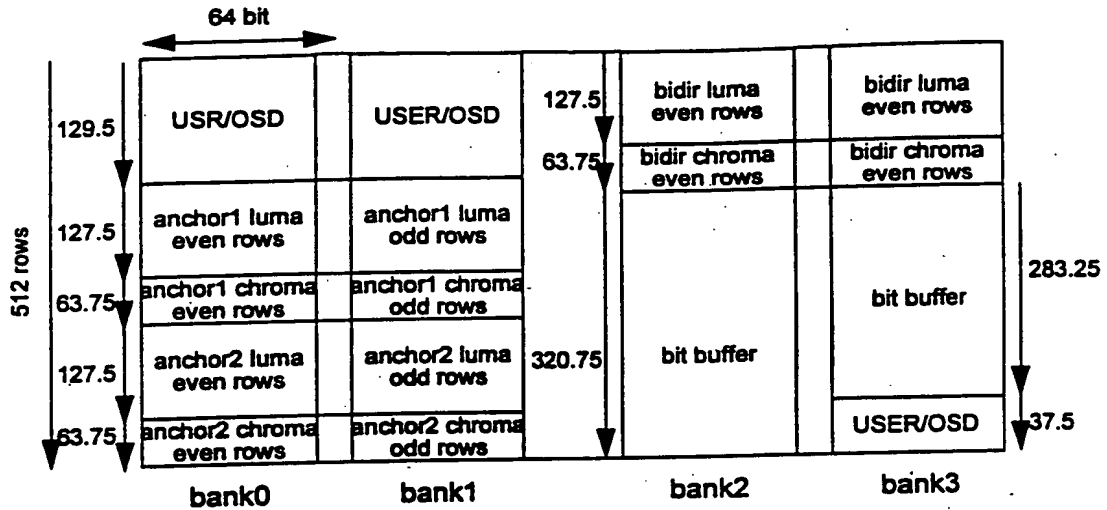 64 bit
512 rows
129.5
127.5
63.75
127.5
63.75
USR/OSD
anchor1 luma
even rows
anchor1 chroma
even rows
anchor2 luma
even rows
anchor2 chroma
even rows
bank0
USER/OSD
anchor1 luma
odd rows
anchor1 chroma
odd rows
anchor2 luma
odd rows
anchor2 chroma
odd rows
bank1
127.5
63.75
320.75
bidir luma
even rows
bidir chroma
even rows
bit buffer
bank2
bidir luma
even rows
bidir chroma
even rows
bit buffer
USER/OSD
bank3
283.25
37.5